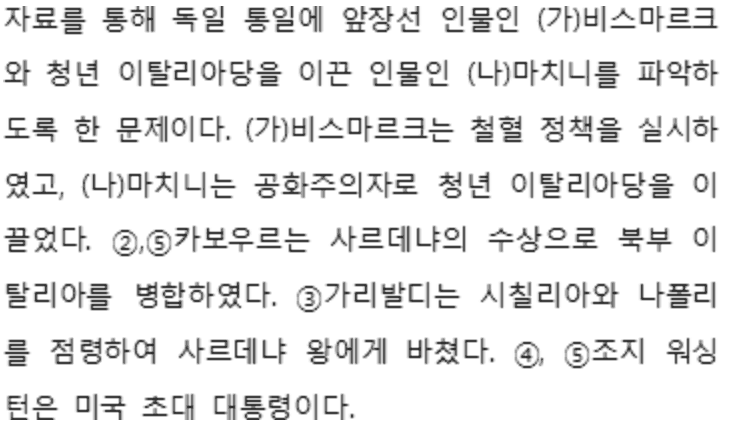 자료를 통해 독일 통일에 앞장선 인물인 (가)비스마르크
와 청년 이탈리아당을 이끈 인물인 (나)마치니를 파악하
도록 한 문제이다. (가)비스마르크는 철혈 정책을 실시하
였고, (나)마치니는 공화주의자로 청년 이탈리아당을 이
끌었다. ②,⑤카보우르는 사르데냐의 수상으로 북부 이
탈리아를 병합하였다. ③가리발디는 시칠리아와 나폴리
를 점령하여 사르데냐 왕에게 바쳤다. ④, ⑤조지 워싱
턴은 미국 초대 대통령이다.